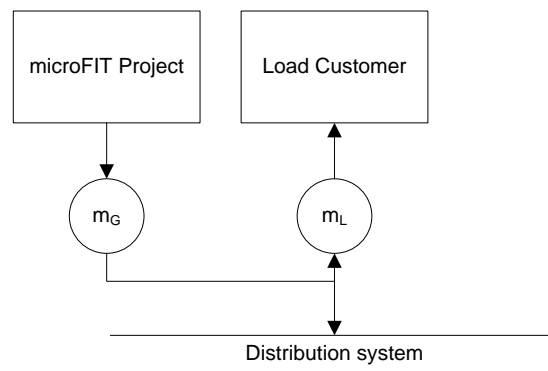 microFIT Project
Load Customer
mG
mL
Distribution system